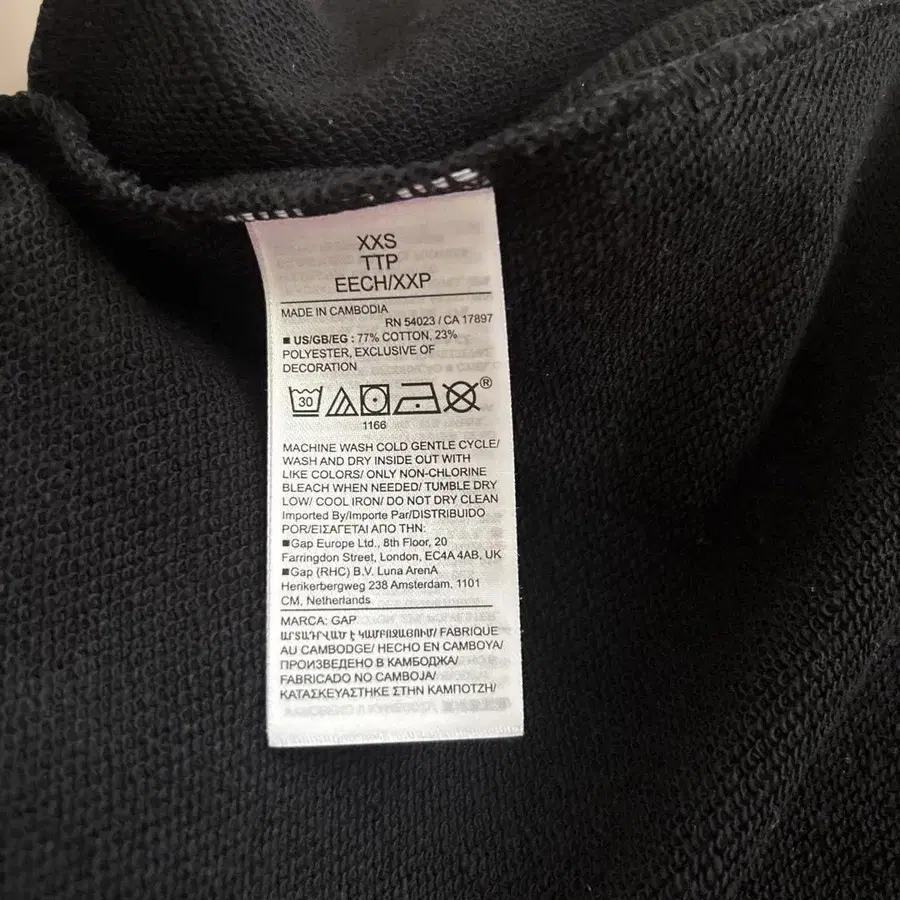 XXS
TTP
EECH/XXP
MADE IN CAMBODIA
RN 54023 / CA 17897
■ US/GB/EG : 77% COTTON, 23%
POLYESTER, EXCLUSIVE OF
DECORATION
30 ®
1166
MACHINE WASH COLD GENTLE CYCLE/
WASH AND DRY INSIDE OUT WITH
LIKE COLORS/ ONLY NON-CHLORINE
BLEACH WHEN NEEDED/ TUMBLE DRY
LOW/ COOL IRON/ DO NOT DRY CLEAN
Imported By/Importe Par/DISTRIBUIDO
POR/ΕΙΣΑΓΕΤΑΙ ΑΠΟ ΤΗΝ:
■Gap Europe Ltd., 8th Floor, 20
Farringdon Street, London, EC4A 4AB, UK
■Gap (RHC) B.V. Luna ArenA
Herikerbergweg 238 Amsterdam, 1101
CM, Netherlands
MARCA: GAP
ԱՐՏԱԴՐՎԱԾ Է ԿԱՄԲՈՋԱՅՈՒՄ/ FABRIQUE
AU CAMBODGE/ HECHO EN CAMBOYA/
ПРОИЗВЕДЕНО В КАМБОДЖА/
FABRICADO NO CAMBOJA/
ΚΑΤΑΣΚΕΥΑΣΤΗΚΕ ΣΤΗΝ ΚΑΜΠΟΤΖΗ/